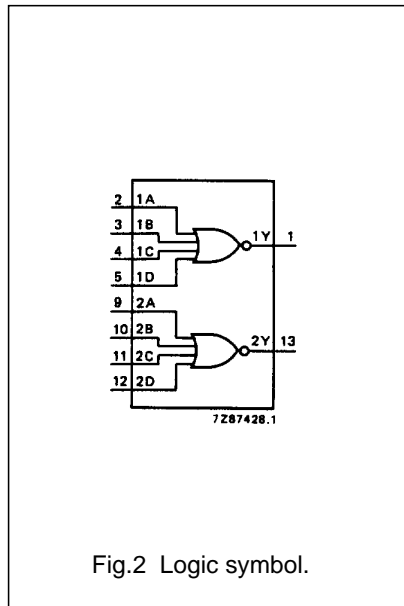 2 1A
3 1B
4 1C
5 1D
1Y 1
9 2A
10 2B
11 2C
12 2D
2Y 13
7Z87428.1
Fig.2 Logic symbol.